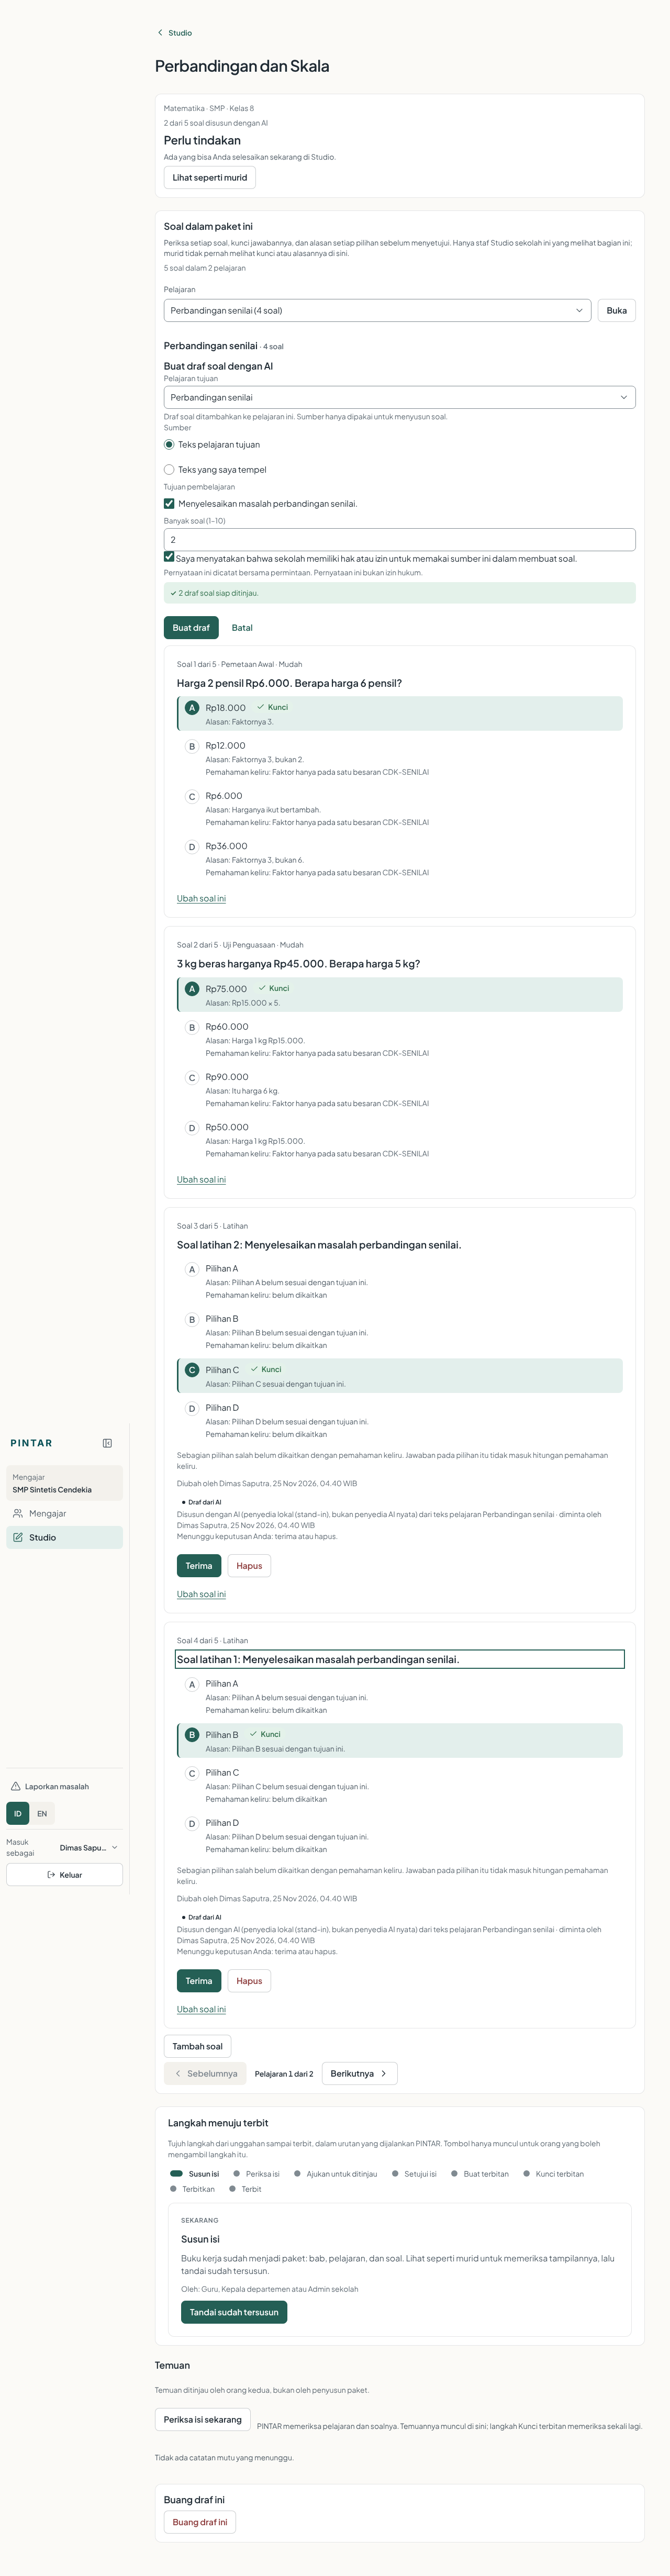 Studio
Perbandingan dan Skala
Matematika · SMP · Kelas 8
2 dari 5 soal disusun dengan AI
Perlu tindakan
Ada yang bisa Anda selesaikan sekarang di Studio.
Lihat seperti murid
Soal dalam paket ini
Periksa setiap soal, kunci jawabannya, dan alasan setiap pilihan sebelum menyetujui. Hanya staf Studio sekolah ini yang melihat bagian ini;
murid tidak pernah melihat kunci atau alasannya di sini.
5 soal dalam 2 pelajaran
Pelajaran
Perbandingan senilai (4 soal)
Buka
Perbandingan senilai · 4 soal
Buat draf soal dengan AI
Pelajaran tujuan
Perbandingan senilai
Draf soal ditambahkan ke pelajaran ini. Sumber hanya dipakai untuk menyusun soal.
Sumber
Teks pelajaran tujuan
Teks yang saya tempel
Tujuan pembelajaran
Menyelesaikan masalah perbandingan senilai.
Banyak soal (1–10)
2
Saya menyatakan bahwa sekolah memiliki hak atau izin untuk memakai sumber ini dalam membuat soal.
Pernyataan ini dicatat bersama permintaan. Pernyataan ini bukan izin hukum.
2 draf soal siap ditinjau.
Buat draf
Batal
Soal 1 dari 5 · Pemetaan Awal · Mudah
Harga 2 pensil Rp6.000. Berapa harga 6 pensil?
A
Rp18.000
Kunci
Alasan: Faktornya 3.
B
Rp12.000
Alasan: Faktornya 3, bukan 2.
Pemahaman keliru: Faktor hanya pada satu besaran CDK-SENILAI
C
Rp6.000
Alasan: Harganya ikut bertambah.
Pemahaman keliru: Faktor hanya pada satu besaran CDK-SENILAI
D
Rp36.000
Alasan: Faktornya 3, bukan 6.
Pemahaman keliru: Faktor hanya pada satu besaran CDK-SENILAI
Ubah soal ini
Soal 2 dari 5 · Uji Penguasaan · Mudah
3 kg beras harganya Rp45.000. Berapa harga 5 kg?
A
Rp75.000
Kunci
Alasan: Rp15.000 × 5.
B
Rp60.000
Alasan: Harga 1 kg Rp15.000.
Pemahaman keliru: Faktor hanya pada satu besaran CDK-SENILAI
C
Rp90.000
Alasan: Itu harga 6 kg.
Pemahaman keliru: Faktor hanya pada satu besaran CDK-SENILAI
D
Rp50.000
Alasan: Harga 1 kg Rp15.000.
Pemahaman keliru: Faktor hanya pada satu besaran CDK-SENILAI
Ubah soal ini
Soal 3 dari 5 · Latihan
Soal latihan 2: Menyelesaikan masalah perbandingan senilai.
A
Pilihan A
Alasan: Pilihan A belum sesuai dengan tujuan ini.
Pemahaman keliru: belum dikaitkan
B
Pilihan B
Alasan: Pilihan B belum sesuai dengan tujuan ini.
Pemahaman keliru: belum dikaitkan
C
Pilihan C
Kunci
Alasan: Pilihan C sesuai dengan tujuan ini.
D
Pilihan D
Alasan: Pilihan D belum sesuai dengan tujuan ini.
Pemahaman keliru: belum dikaitkan
Sebagian pilihan salah belum dikaitkan dengan pemahaman keliru. Jawaban pada pilihan itu tidak masuk hitungan pemahaman
keliru.
Diubah oleh Dimas Saputra, 25 Nov 2026, 04.40 WIB
Draf dari AI
Disusun dengan AI (penyedia lokal (stand-in), bukan penyedia AI nyata) dari teks pelajaran Perbandingan senilai · diminta oleh
Dimas Saputra, 25 Nov 2026, 04.40 WIB
Menunggu keputusan Anda: terima atau hapus.
Terima
Hapus
Ubah soal ini
PINTAR
Mengajar
SMP Sintetis Cendekia
Mengajar
Studio
Laporkan masalah
ID
EN
Masuk sebagai
Dimas Sapu...
Keluar
Soal 4 dari 5 · Latihan
Soal latihan 1: Menyelesaikan masalah perbandingan senilai.
A
Pilihan A
Alasan: Pilihan A belum sesuai dengan tujuan ini.
Pemahaman keliru: belum dikaitkan
B
Pilihan B
Kunci
Alasan: Pilihan B sesuai dengan tujuan ini.
C
Pilihan C
Alasan: Pilihan C belum sesuai dengan tujuan ini.
Pemahaman keliru: belum dikaitkan
D
Pilihan D
Alasan: Pilihan D belum sesuai dengan tujuan ini.
Pemahaman keliru: belum dikaitkan
Sebagian pilihan salah belum dikaitkan dengan pemahaman keliru. Jawaban pada pilihan itu tidak masuk hitungan pemahaman
keliru.
Diubah oleh Dimas Saputra, 25 Nov 2026, 04.40 WIB
Draf dari AI
Disusun dengan AI (penyedia lokal (stand-in), bukan penyedia AI nyata) dari teks pelajaran Perbandingan senilai · diminta oleh
Dimas Saputra, 25 Nov 2026, 04.40 WIB
Menunggu keputusan Anda: terima atau hapus.
Terima
Hapus
Ubah soal ini
Tambah soal
Sebelumnya
Pelajaran 1 dari 2
Berikutnya
Langkah menuju terbit
Tujuh langkah dari unggahan sampai terbit, dalam urutan yang dijalankan PINTAR. Tombol hanya muncul untuk orang yang boleh
mengambil langkah itu.
Susun isi
Periksa isi
Ajukan untuk ditinjau
Setujui isi
Buat terbitan
Kunci terbitan
Terbitkan
Terbit
SEKARANG
Susun isi
Buku kerja sudah menjadi paket: bab, pelajaran, dan soal. Lihat seperti murid untuk memeriksa tampilannya, lalu
tandai sudah tersusun.
Oleh: Guru, Kepala departemen atau Admin sekolah
Tandai sudah tersusun
Temuan
Temuan ditinjau oleh orang kedua, bukan oleh penyusun paket.
Periksa isi sekarang
PINTAR memeriksa pelajaran dan soalnya. Temuannya muncul di sini; langkah Kunci terbitan memeriksa sekali lagi.
Tidak ada catatan mutu yang menunggu.
Buang draf ini
Buang draf ini